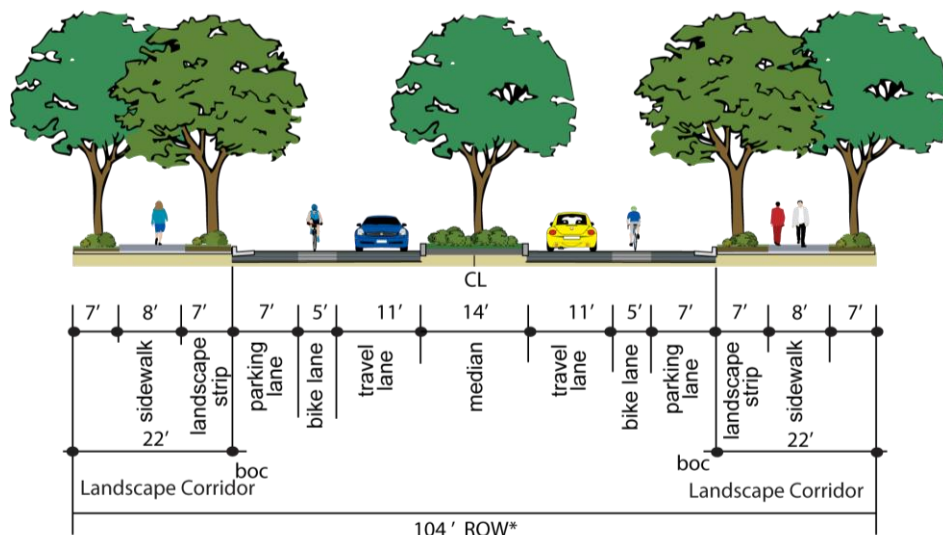 CL
7’ 8’ 7’ 7’ 5’ 11’ 14’ 11’ 5’ 7’ 7’ 8’ 7’
sidewalk
landscape
strip
parking
lane
bike lane
travel
lane
median
travel
lane
bike lane
parking
lane
landscape
strip
sidewalk
22’ 22’
boc boc
Landscape Corridor Landscape Corridor
104 ’ ROW*